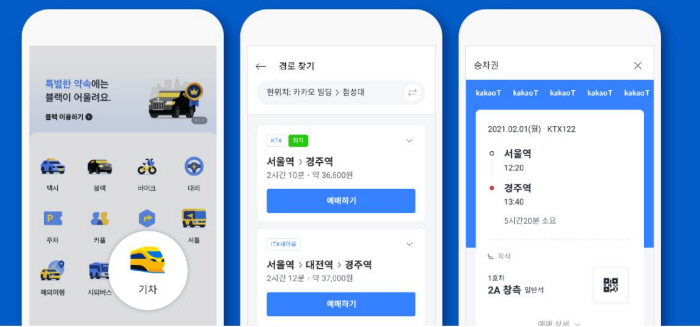 특별한 약속에는
블랙이 어울려요.
블랙 이용하기
택시
블랙
바이크
대리
주차
카풀
셔틀
해외여행
시외버스
기차
경로 찾기
현위치: 카카오 빌딩 > 첨성대
KTX
최적
서울역 > 경주역
2시간 10분 · 약 36,600원
예매하기
ITX새마을
서울역 > 대전역 > 경주역
2시간 12분 · 약 37,000원
예매하기
승차권
kakaoT kakaoT kakaoT kakaoT kakaoT
2021.02.01(월) · KTX122
서울역
12:20
경주역
13:40
5시간20분 소요
좌석
1호차
2A 창측 일반석
예매 상세